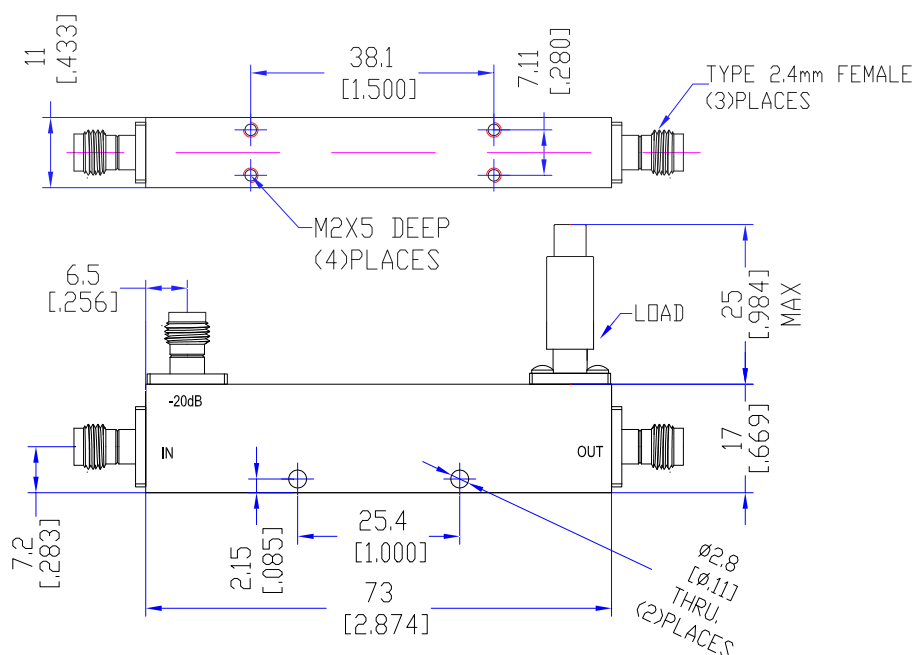 11
[.433]
38.1
[1.500]
7.11
[.280]
TYPE 2.4mm FEMALE
(3)PLACES
M2X5 DEEP
(4)PLACES
6.5
[.256]
LOAD
25
[.984]
MAX
-20dB
IN
OUT
17
[.669]
7.2
[.283]
2.15
[.085]
25.4
[1.000]
73
[2.874]
Ø2.8
[Ø.11]
THRU.
(2)PLACES